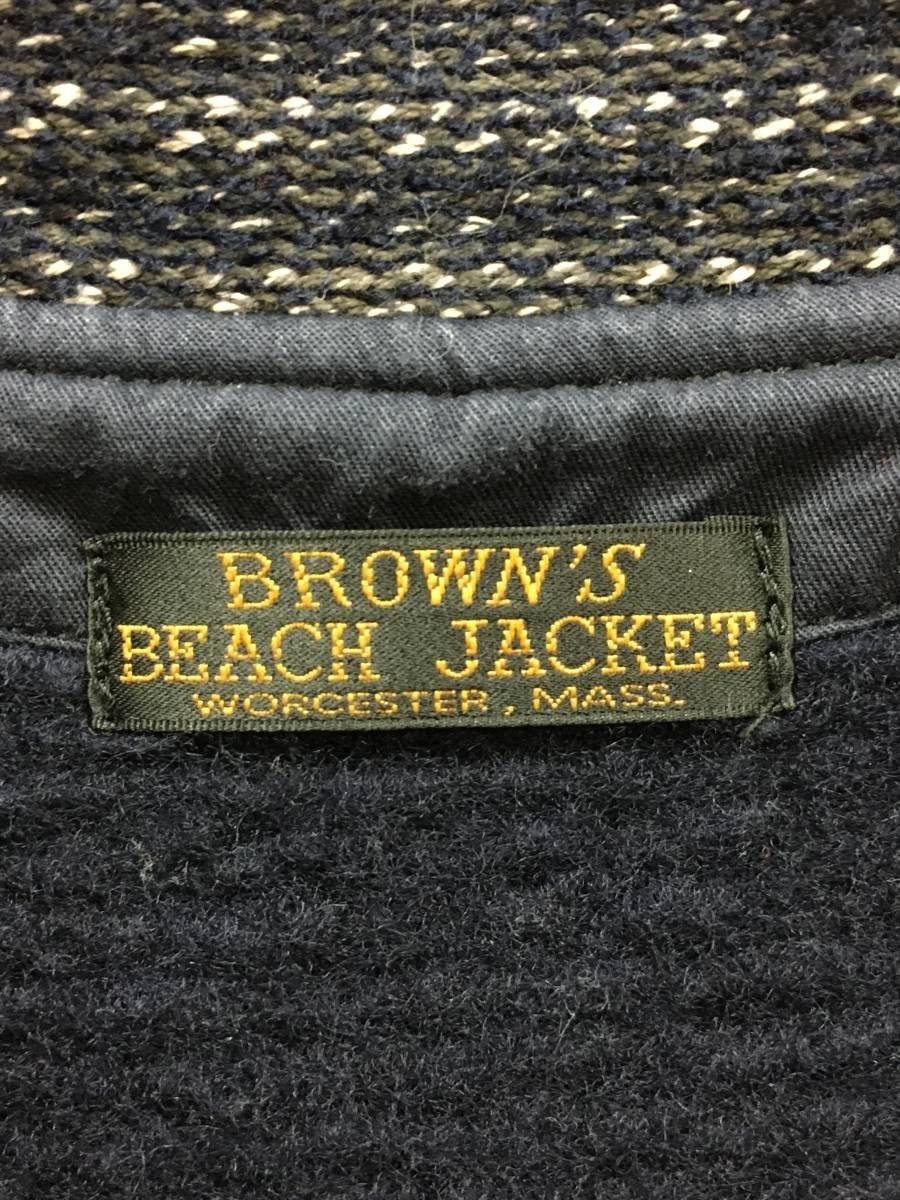 BROWN'S
BEACH JACKET
WORCESTER, MASS.